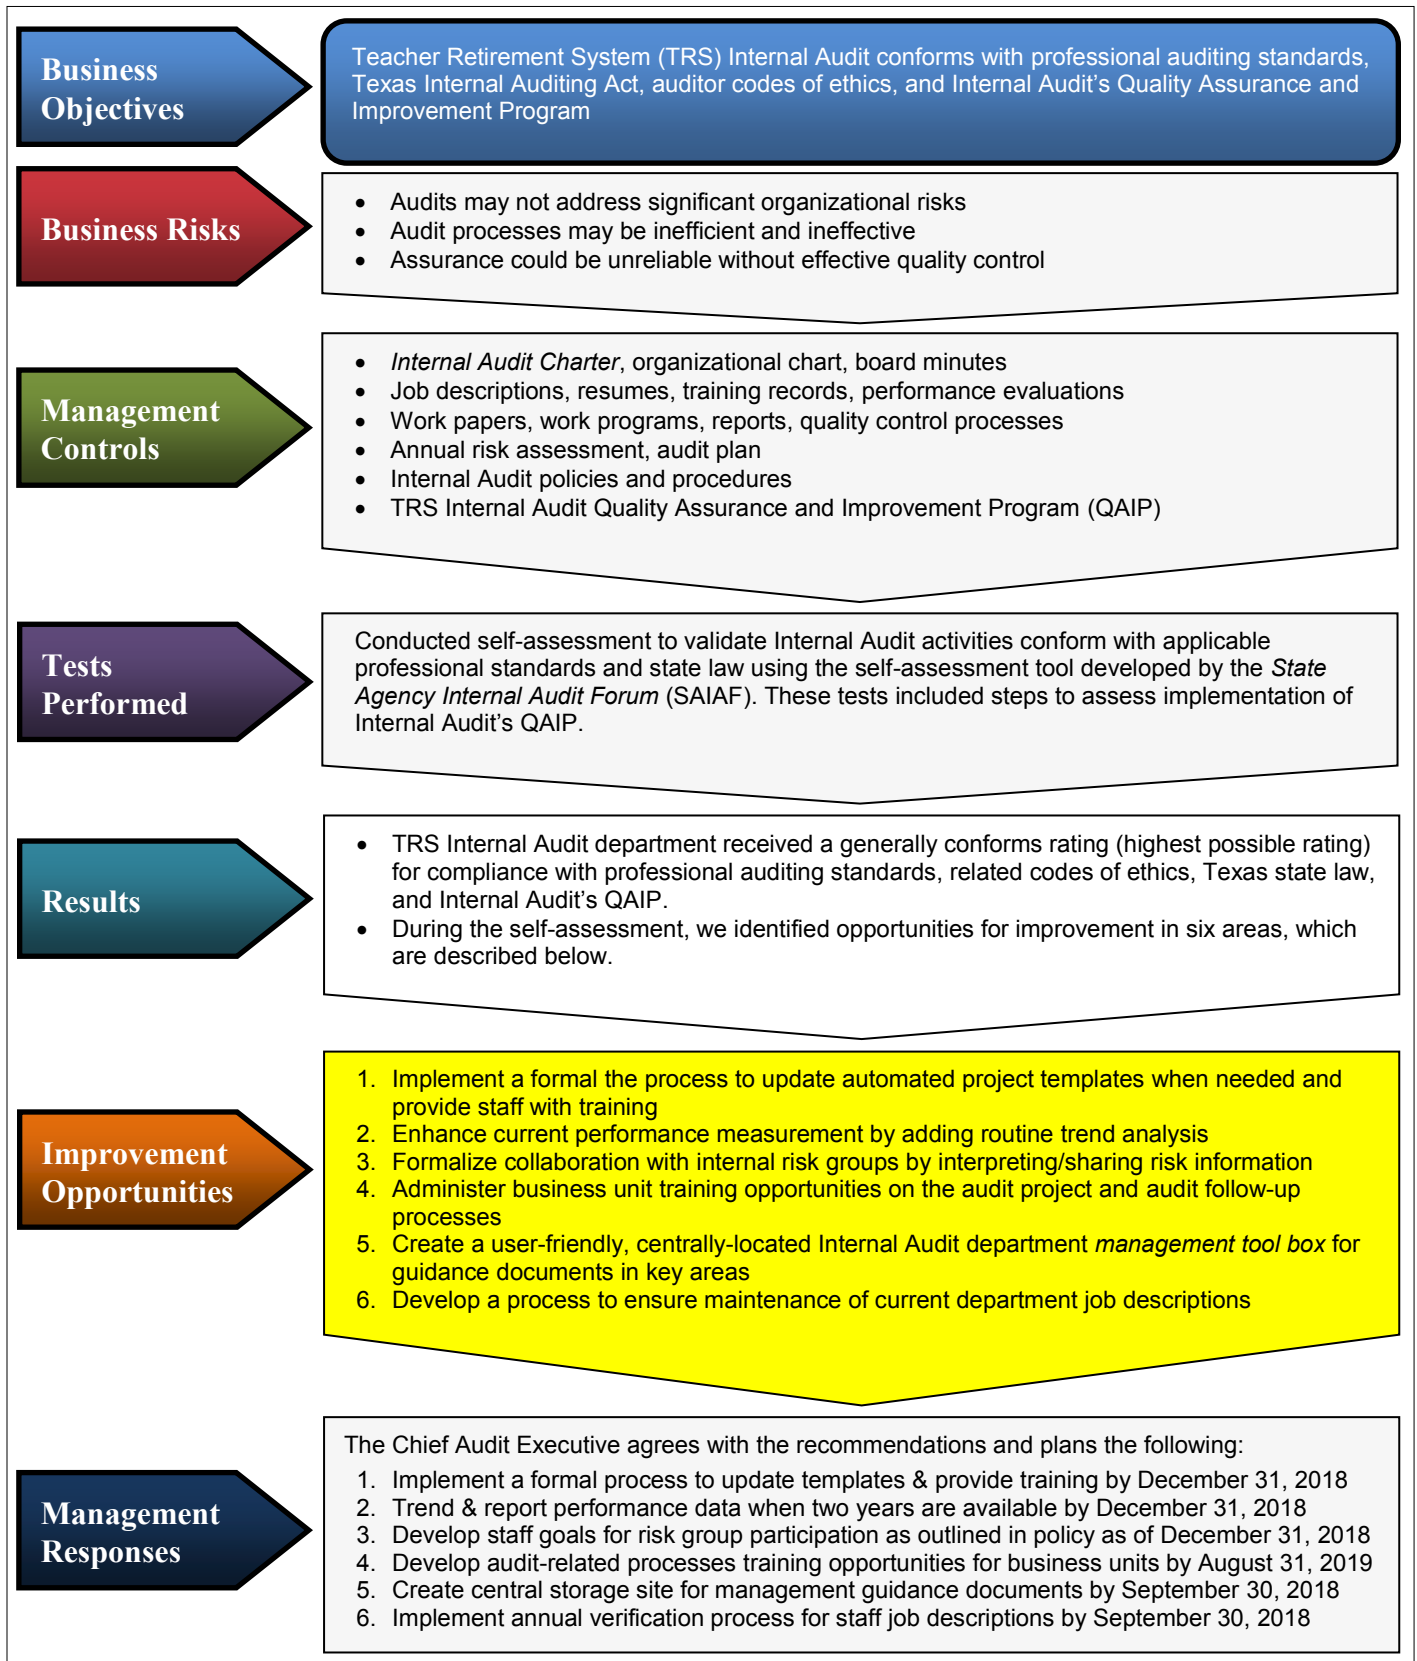 Business
Objectives
Teacher Retirement System (TRS) Internal Audit conforms with professional auditing standards,
Texas Internal Auditing Act, auditor codes of ethics, and Internal Audit’s Quality Assurance and
Improvement Program
Business Risks
• Audits may not address significant organizational risks
• Audit processes may be inefficient and ineffective
• Assurance could be unreliable without effective quality control
Management
Controls
• Internal Audit Charter, organizational chart, board minutes
• Job descriptions, resumes, training records, performance evaluations
• Work papers, work programs, reports, quality control processes
• Annual risk assessment, audit plan
• Internal Audit policies and procedures
• TRS Internal Audit Quality Assurance and Improvement Program (QAIP)
Tests
Performed
Conducted self-assessment to validate Internal Audit activities conform with applicable
professional standards and state law using the self-assessment tool developed by the State
Agency Internal Audit Forum (SAIAF). These tests included steps to assess implementation of
Internal Audit’s QAIP.
Results
• TRS Internal Audit department received a generally conforms rating (highest possible rating)
for compliance with professional auditing standards, related codes of ethics, Texas state law,
and Internal Audit’s QAIP.
• During the self-assessment, we identified opportunities for improvement in six areas, which
are described below.
Improvement
Opportunities
1. Implement a formal the process to update automated project templates when needed and
provide staff with training
2. Enhance current performance measurement by adding routine trend analysis
3. Formalize collaboration with internal risk groups by interpreting/sharing risk information
4. Administer business unit training opportunities on the audit project and audit follow-up
processes
5. Create a user-friendly, centrally-located Internal Audit department management tool box for
guidance documents in key areas
6. Develop a process to ensure maintenance of current department job descriptions
Management
Responses
The Chief Audit Executive agrees with the recommendations and plans the following:
1. Implement a formal process to update templates & provide training by December 31, 2018
2. Trend & report performance data when two years are available by December 31, 2018
3. Develop staff goals for risk group participation as outlined in policy as of December 31, 2018
4. Develop audit-related processes training opportunities for business units by August 31, 2019
5. Create central storage site for management guidance documents by September 30, 2018
6. Implement annual verification process for staff job descriptions by September 30, 2018